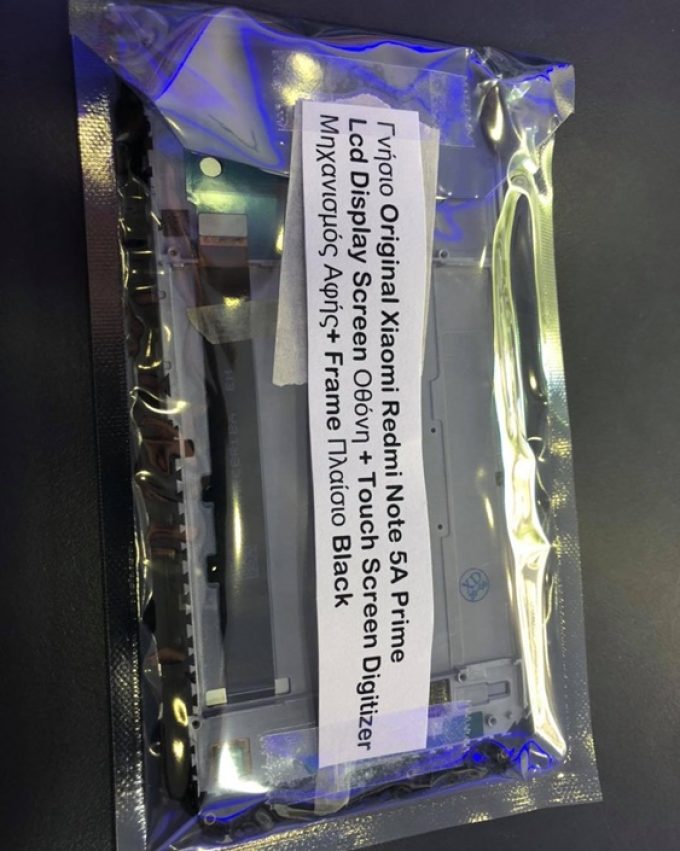 Γνήσιο Original Xiaomi Redmi Note 5A Prime
Lcd Display Screen Οθόνη + Touch Screen Digitizer
Μηχανισμός Αφής+ Frame Πλαίσιο Black